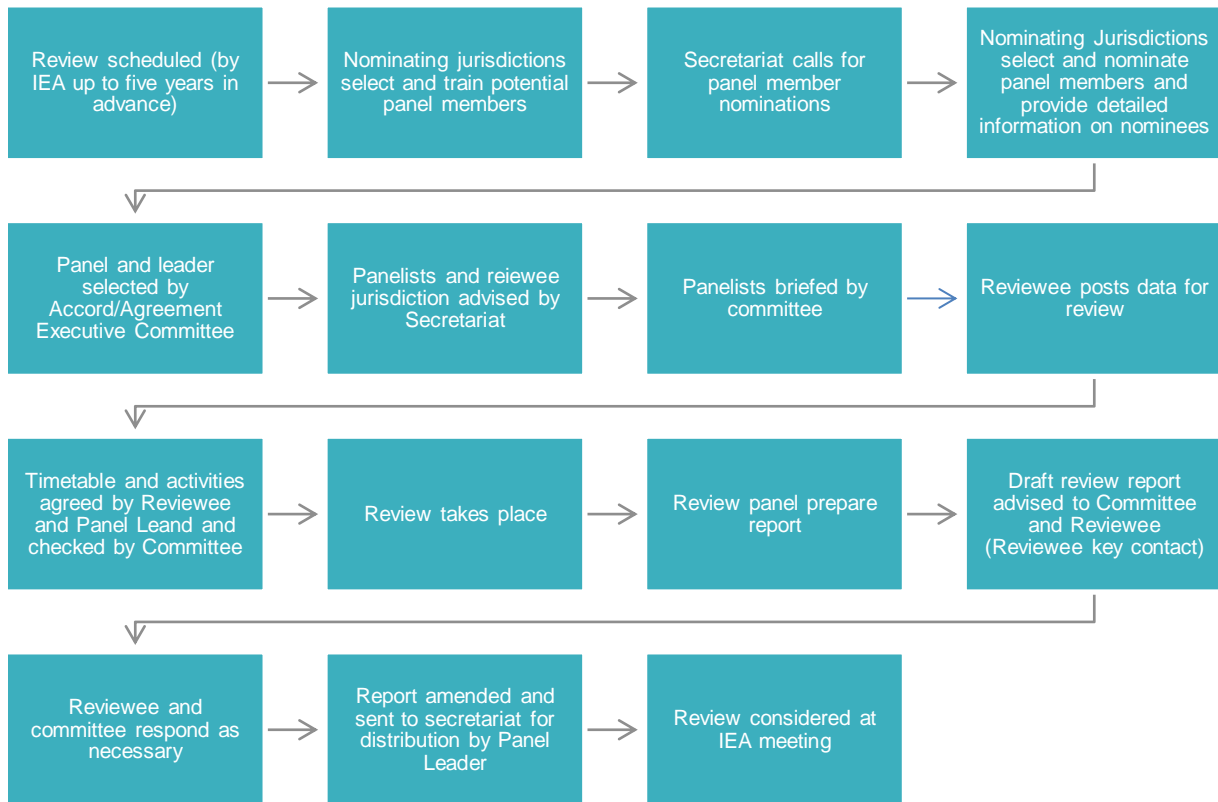 Review scheduled (by
IEA up to five years in
advance)
Nominating jurisdictions
select and train potential
panel members
Secretariat calls for
panel member
nominations
Nominating Jurisdictions
select and nominate
panel members and
provide detailed
information on nominees
Panel and leader
selected by
Accord/Agreement
Executive Committee
Panelists and reiewee
jurisdiction advised by
Secretariat
Panelists briefed by
committee
Reviewee posts data for
review
Timetable and activities
agreed by Reviewee
and Panel Leand and
checked by Committee
Review takes place
Review panel prepare
report
Draft review report
advised to Committee
and Reviewee
(Reviewee key contact)
Reviewee and
committee respond as
necessary
Report amended and
sent to secretariat for
distribution by Panel
Leader
Review considered at
IEA meeting